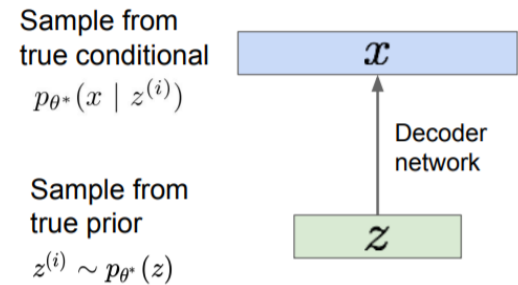 Sample from
true conditional
pθ*(x | z⁽ⁱ⁾)
x
Decoder
network
Sample from
true prior
z⁽ⁱ⁾ ∼ pθ*(z)
z